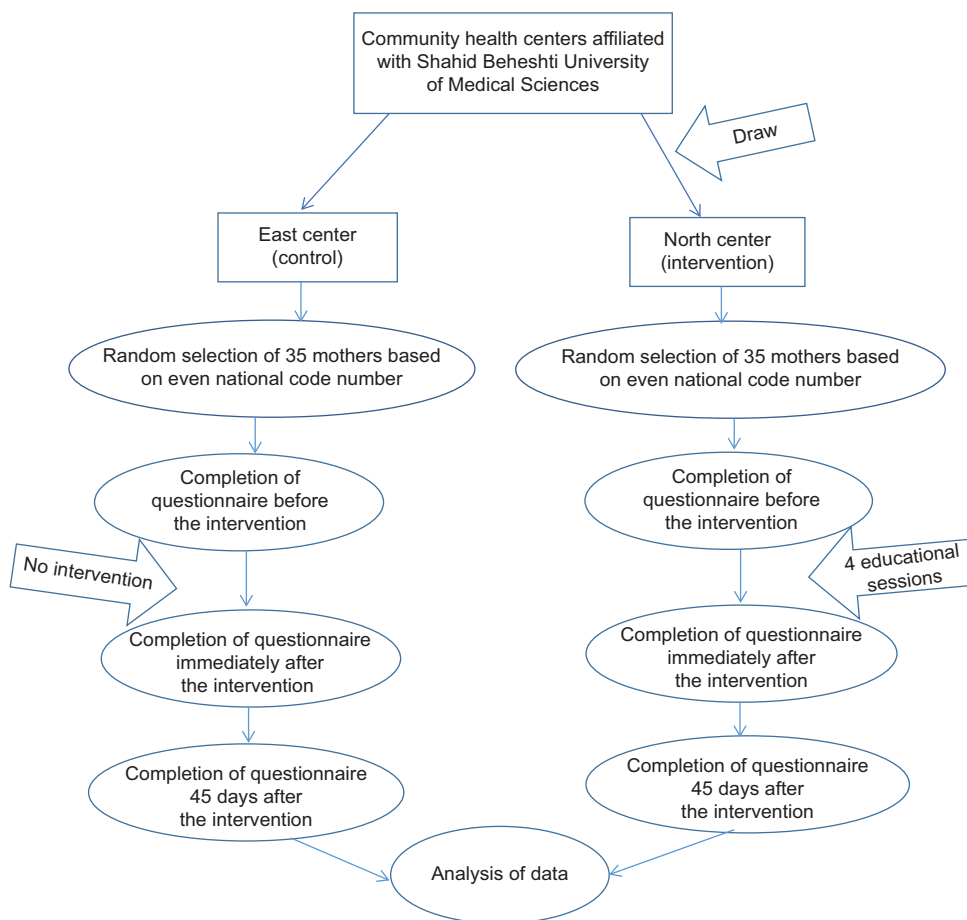 Community health centers affiliated
with Shahid Beheshti University
of Medical Sciences
Draw
East center
(control)
North center
(intervention)
Random selection of 35 mothers based
on even national code number
Random selection of 35 mothers based
on even national code number
Completion of
questionnaire before
the intervention
Completion of
questionnaire before
the intervention
No intervention
4 educational
sessions
Completion of questionnaire
immediately after
the intervention
Completion of questionnaire
immediately after
the intervention
Completion of questionnaire
45 days after
the intervention
Completion of questionnaire
45 days after
the intervention
Analysis of data